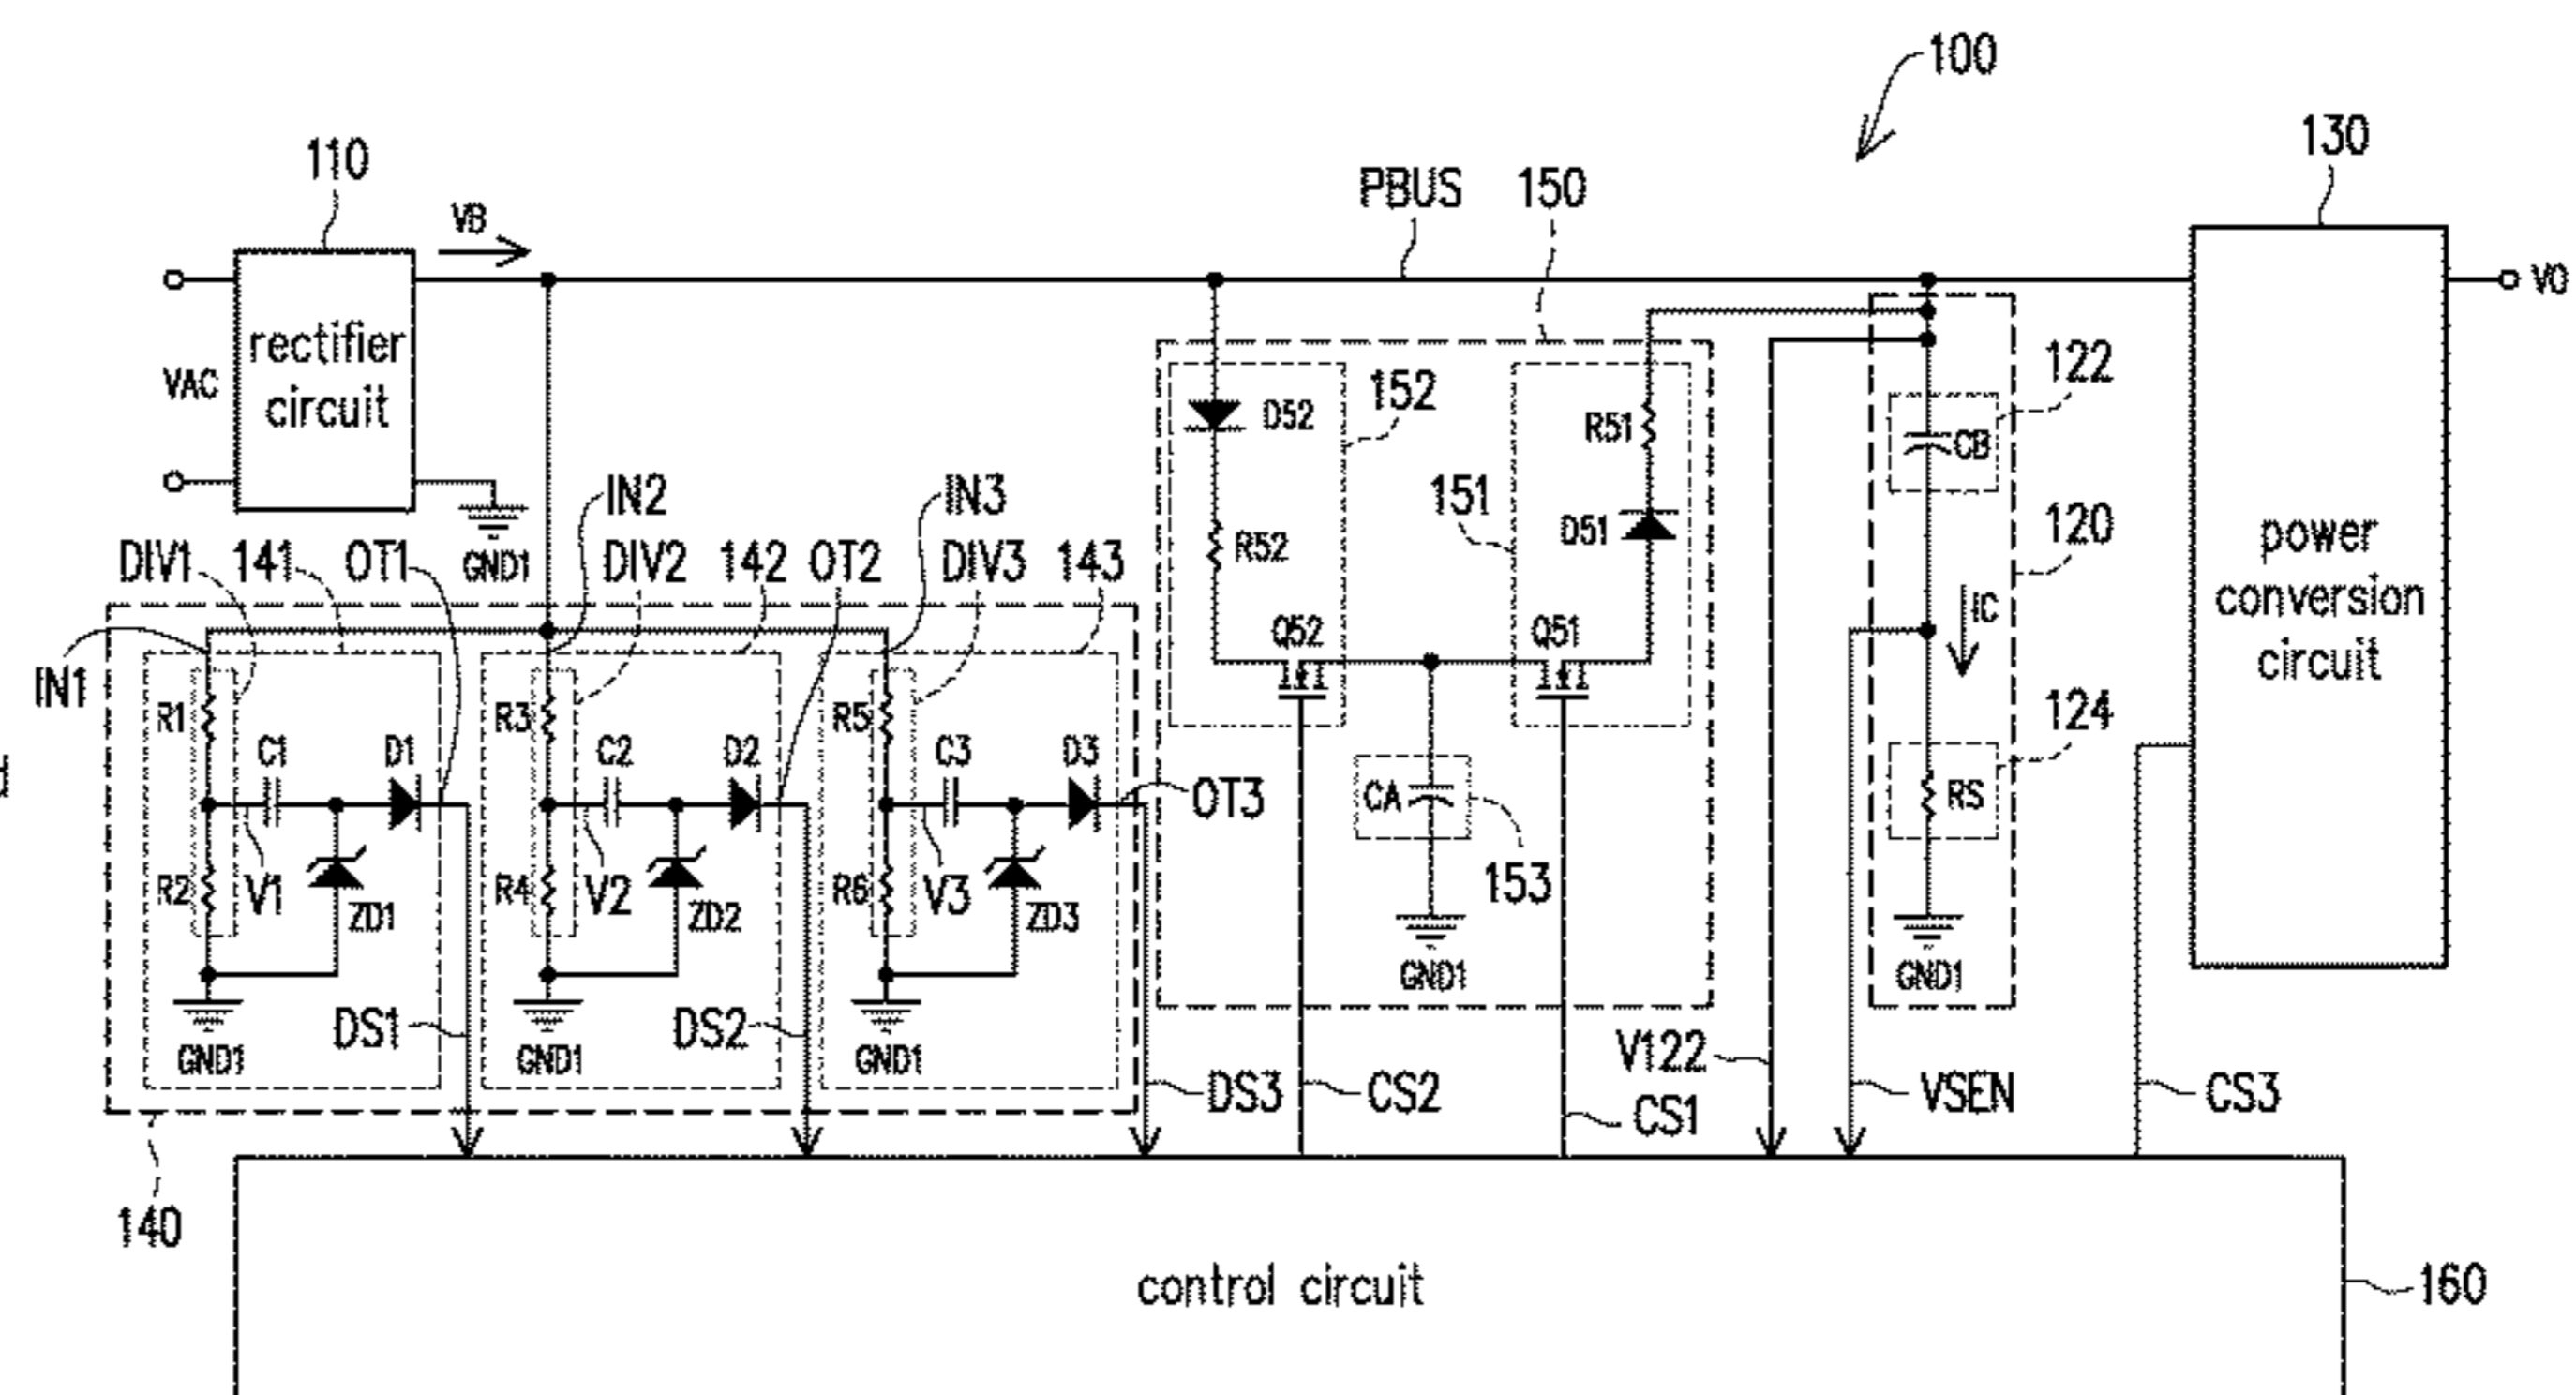 100
110
130
PBUS 150
VB
VO
rectifier
circuit
VAC
152
122
D52
R51
CB
IN2
IN3
151
120
D51
R52
GND1
DIV1 141 OT1
DIV2 142 OT2
DIV3 143
power
conversion
circuit
IC
Q52
Q51
IN1
R1
R3
R5
124
C1
D1
C2
D2
C3
D3
OT3
CA
RS
153
R2
V1
ZD1
R4
V2
ZD2
R6
V3
ZD3
GND1
GND1
DS1
DS2
GND1
GND1
GND1
V122
DS3
CS2
CS1
VSEN
CS3
140
control circuit
160